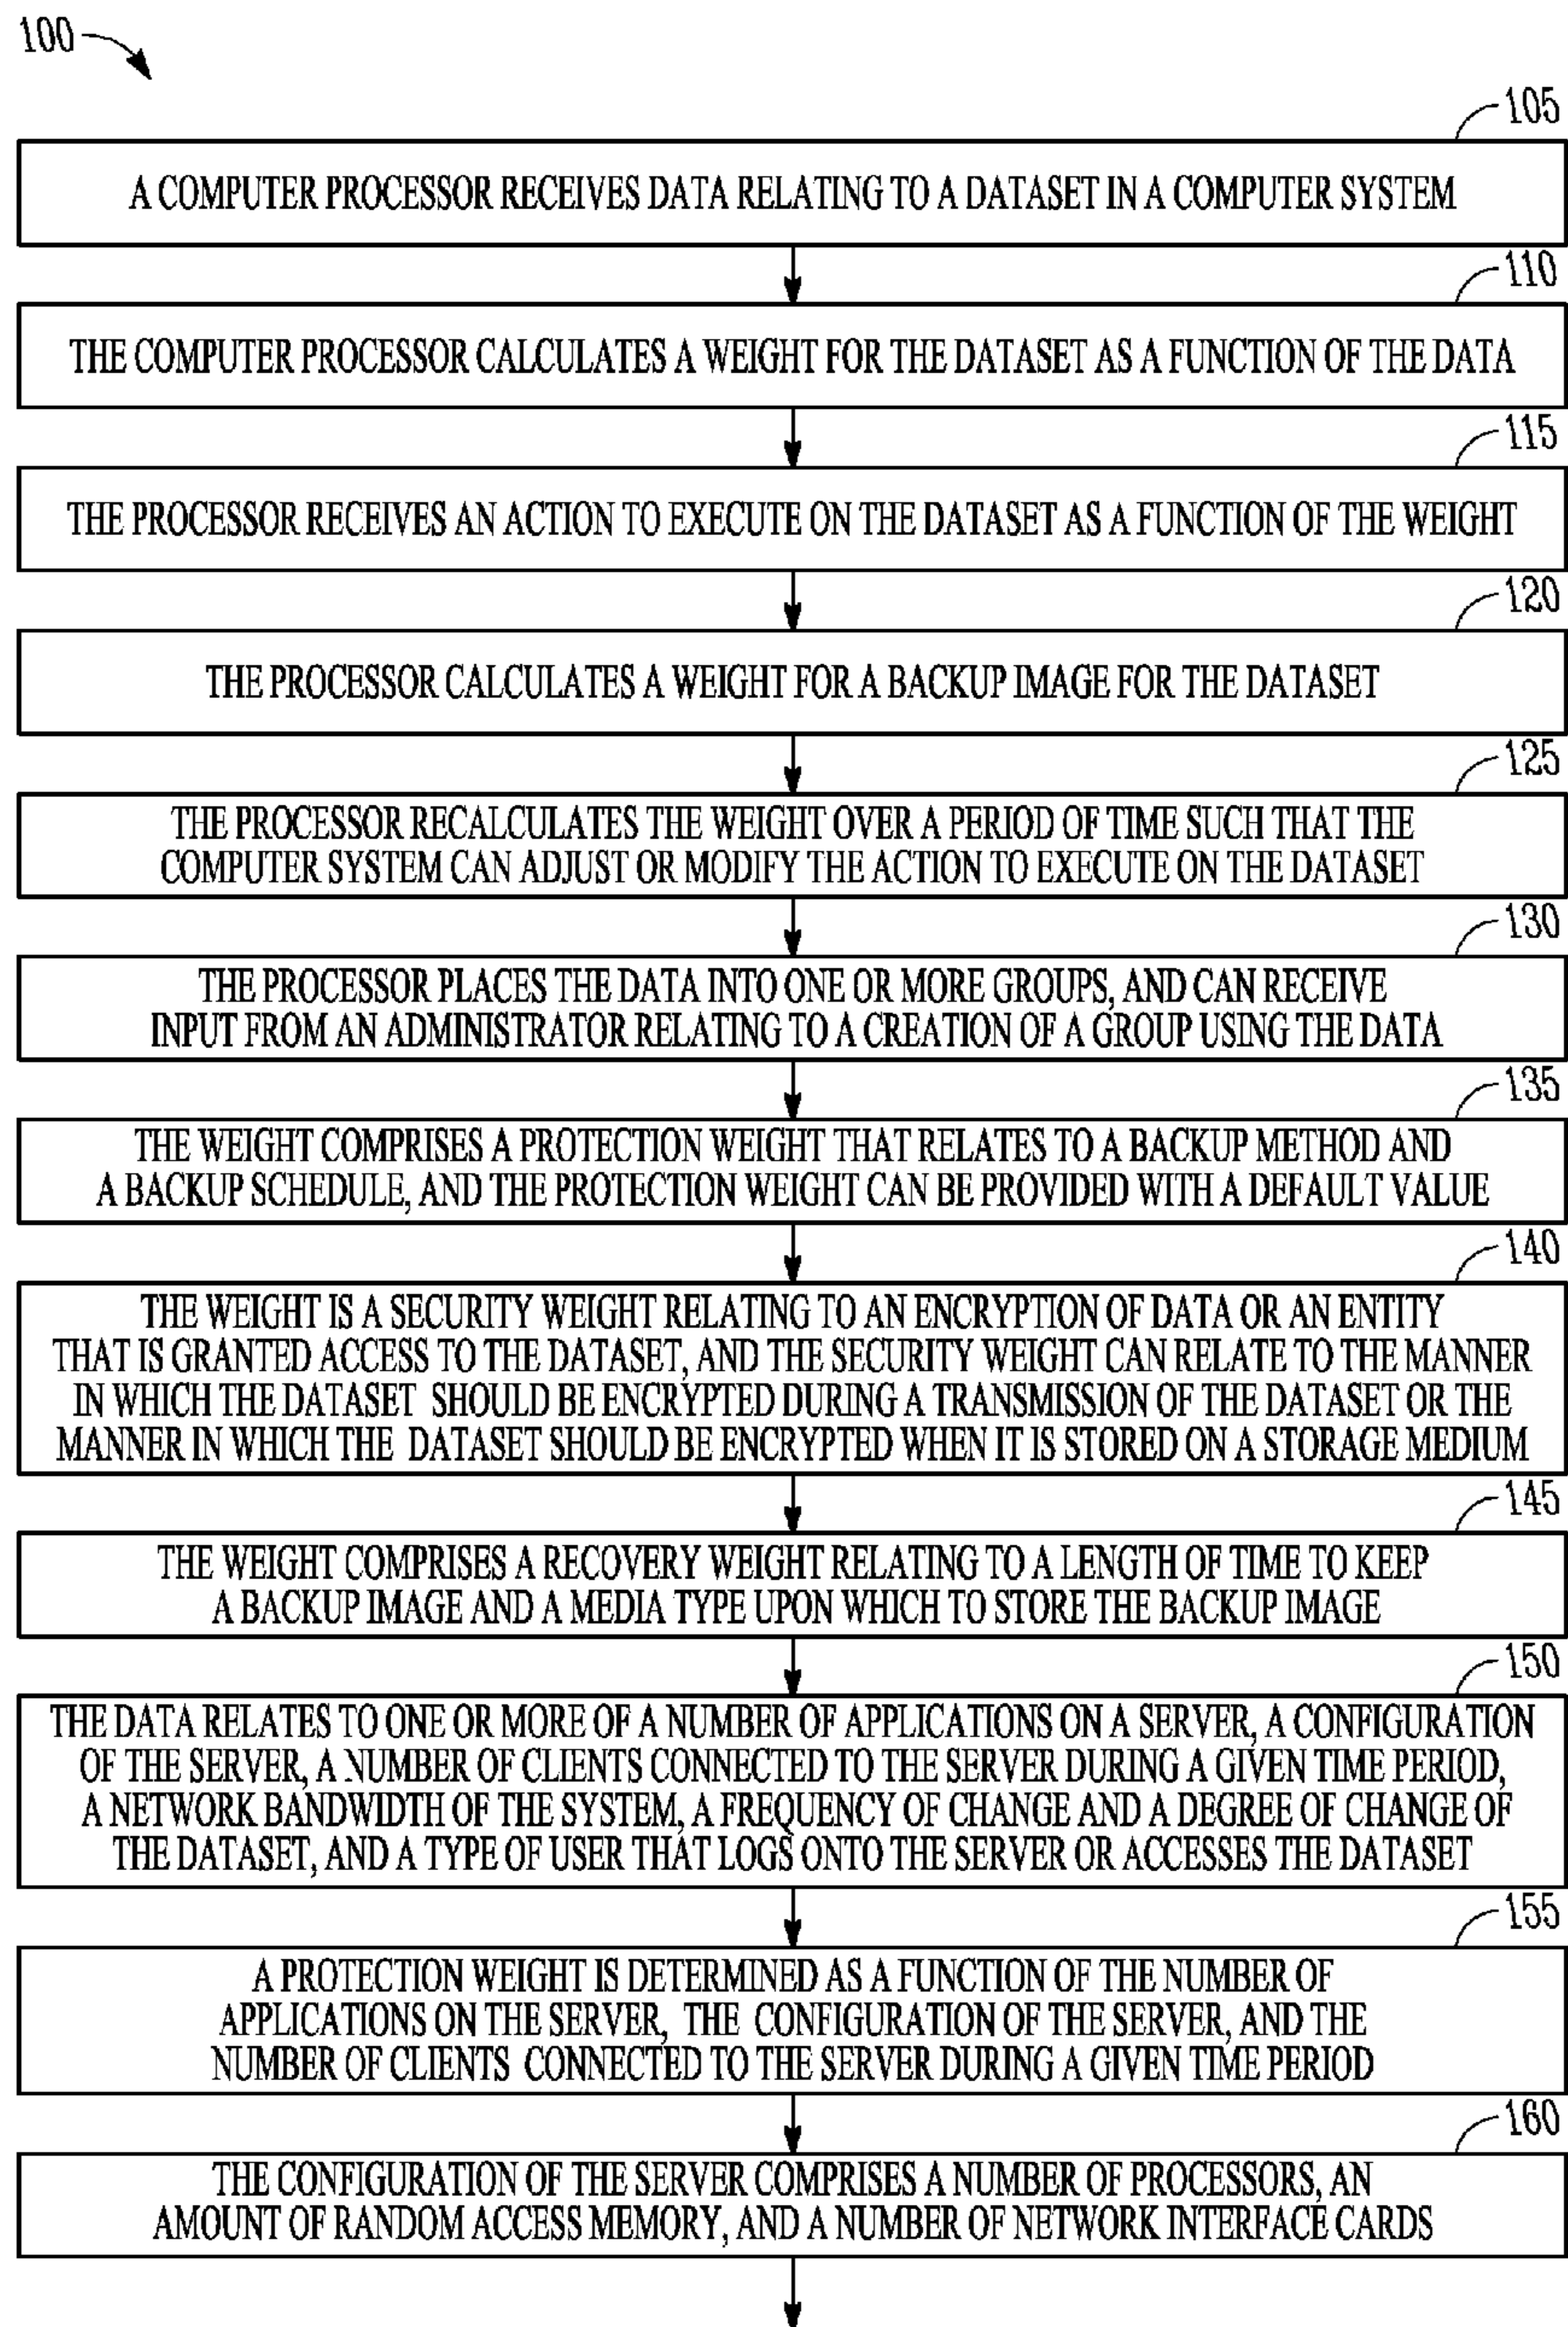 100
105
A COMPUTER PROCESSOR RECEIVES DATA RELATING TO A DATASET IN A COMPUTER SYSTEM
110
THE COMPUTER PROCESSOR CALCULATES A WEIGHT FOR THE DATASET AS A FUNCTION OF THE DATA
115
THE PROCESSOR RECEIVES AN ACTION TO EXECUTE ON THE DATASET AS A FUNCTION OF THE WEIGHT
120
THE PROCESSOR CALCULATES A WEIGHT FOR A BACKUP IMAGE FOR THE DATASET
125
THE PROCESSOR RECALCULATES THE WEIGHT OVER A PERIOD OF TIME SUCH THAT THE
COMPUTER SYSTEM CAN ADJUST OR MODIFY THE ACTION TO EXECUTE ON THE DATASET
130
THE PROCESSOR PLACES THE DATA INTO ONE OR MORE GROUPS, AND CAN RECEIVE
INPUT FROM AN ADMINISTRATOR RELATING TO A CREATION OF A GROUP USING THE DATA
135
THE WEIGHT COMPRISES A PROTECTION WEIGHT THAT RELATES TO A BACKUP METHOD AND
A BACKUP SCHEDULE, AND THE PROTECTION WEIGHT CAN BE PROVIDED WITH A DEFAULT VALUE
140
THE WEIGHT IS A SECURITY WEIGHT RELATING TO AN ENCRYPTION OF DATA OR AN ENTITY
THAT IS GRANTED ACCESS TO THE DATASET, AND THE SECURITY WEIGHT CAN RELATE TO THE MANNER
IN WHICH THE DATASET SHOULD BE ENCRYPTED DURING A TRANSMISSION OF THE DATASET OR THE
MANNER IN WHICH THE DATASET SHOULD BE ENCRYPTED WHEN IT IS STORED ON A STORAGE MEDIUM
145
THE WEIGHT COMPRISES A RECOVERY WEIGHT RELATING TO A LENGTH OF TIME TO KEEP
A BACKUP IMAGE AND A MEDIA TYPE UPON WHICH TO STORE THE BACKUP IMAGE
150
THE DATA RELATES TO ONE OR MORE OF A NUMBER OF APPLICATIONS ON A SERVER, A CONFIGURATION
OF THE SERVER, A NUMBER OF CLIENTS CONNECTED TO THE SERVER DURING A GIVEN TIME PERIOD,
A NETWORK BANDWIDTH OF THE SYSTEM, A FREQUENCY OF CHANGE AND A DEGREE OF CHANGE OF
THE DATASET, AND A TYPE OF USER THAT LOGS ONTO THE SERVER OR ACCESSES THE DATASET
155
A PROTECTION WEIGHT IS DETERMINED AS A FUNCTION OF THE NUMBER OF
APPLICATIONS ON THE SERVER, THE CONFIGURATION OF THE SERVER, AND THE
NUMBER OF CLIENTS CONNECTED TO THE SERVER DURING A GIVEN TIME PERIOD
160
THE CONFIGURATION OF THE SERVER COMPRISES A NUMBER OF PROCESSORS, AN
AMOUNT OF RANDOM ACCESS MEMORY, AND A NUMBER OF NETWORK INTERFACE CARDS